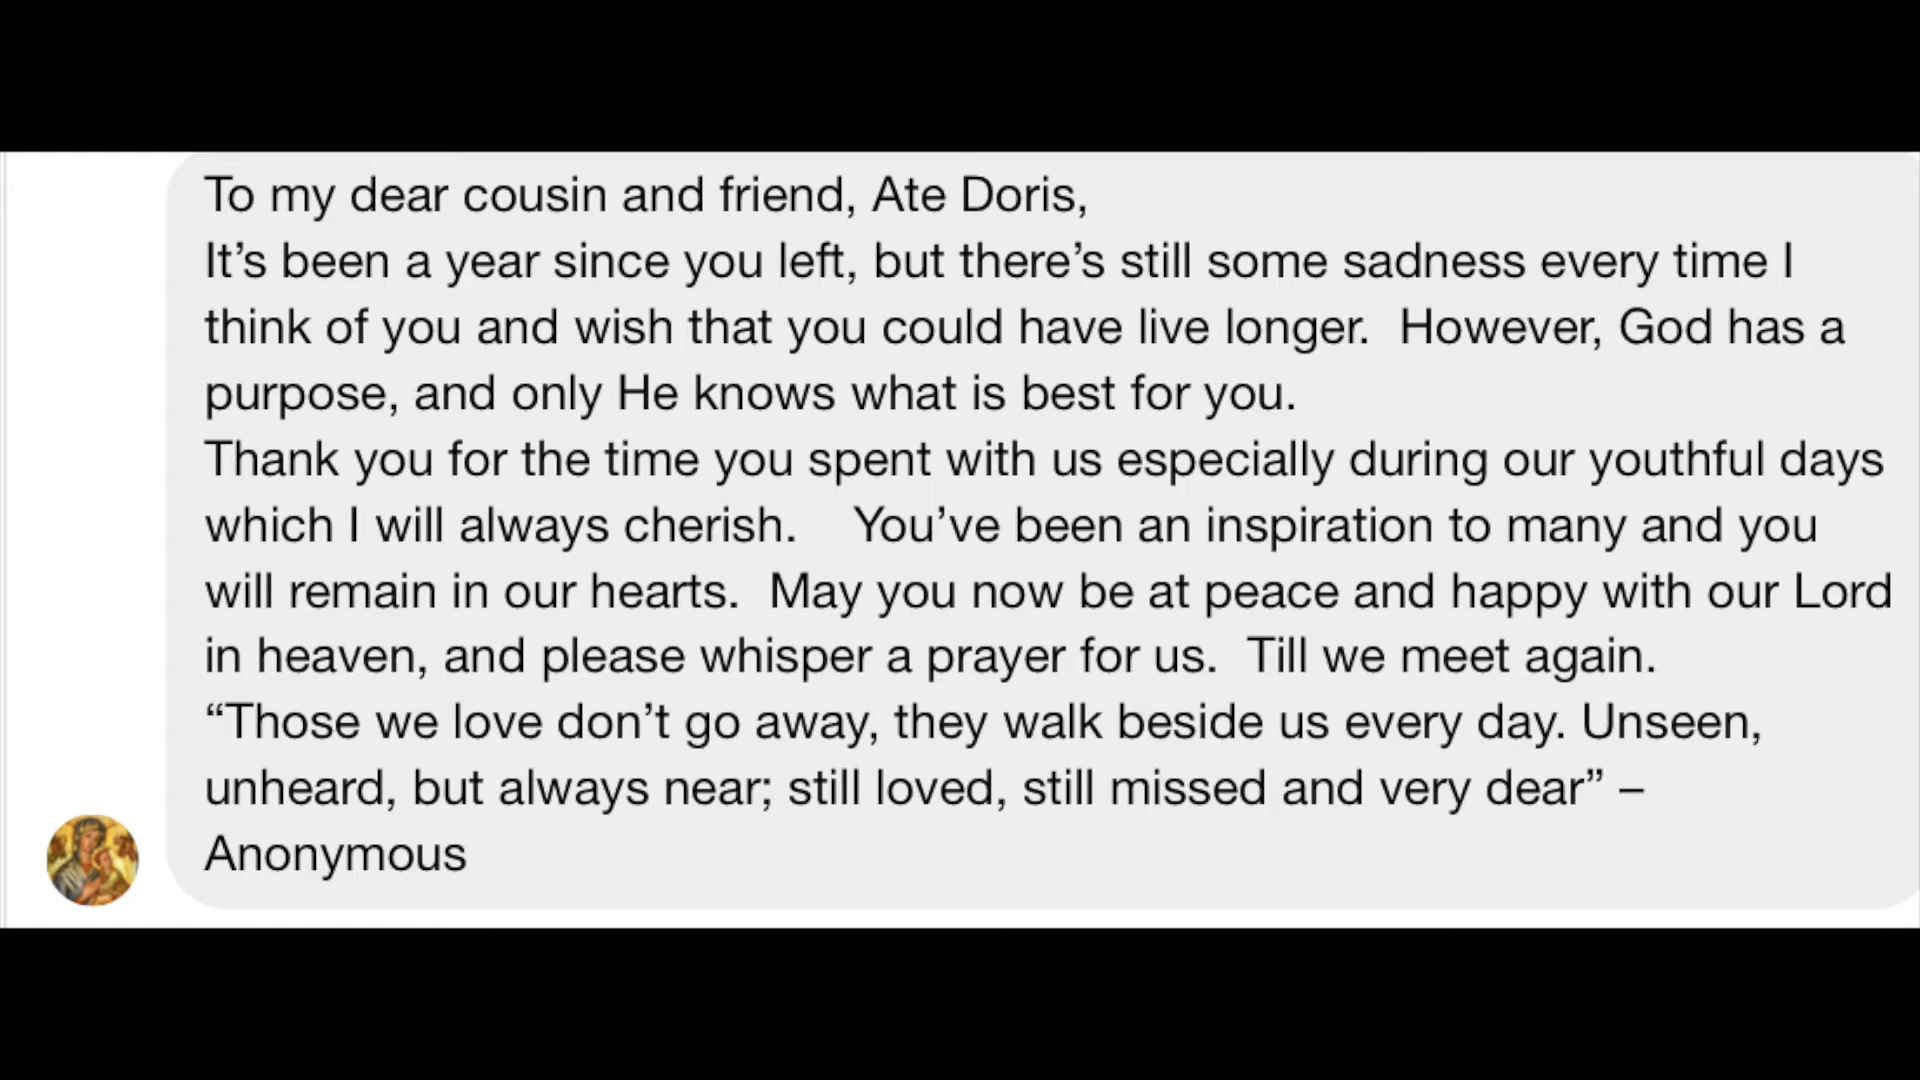 To my dear cousin and friend, Ate Doris,
It’s been a year since you left, but there’s still some sadness every time I
think of you and wish that you could have live longer.  However, God has a
purpose, and only He knows what is best for you.
Thank you for the time you spent with us especially during our youthful days
which I will always cherish.    You’ve been an inspiration to many and you
will remain in our hearts.  May you now be at peace and happy with our Lord
in heaven, and please whisper a prayer for us.  Till we meet again.
“Those we love don’t go away, they walk beside us every day. Unseen,
unheard, but always near; still loved, still missed and very dear” –
Anonymous